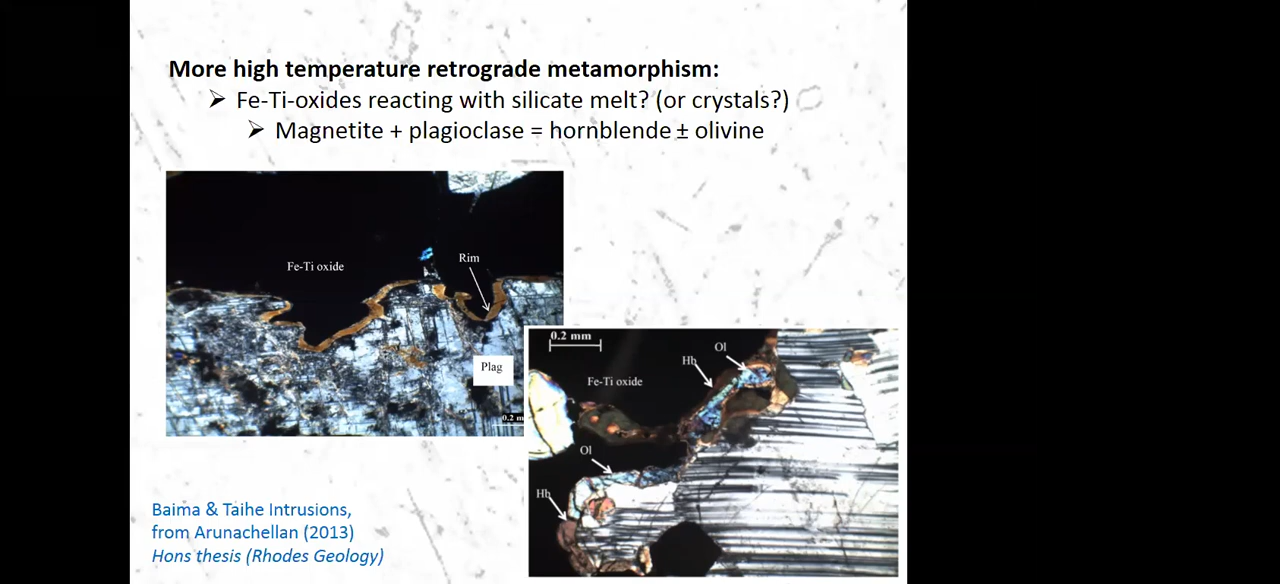 More high temperature retrograde metamorphism:
➢ Fe-Ti-oxides reacting with silicate melt? (or crystals?)
➢ Magnetite + plagioclase = hornblende ± olivine
Fe-Ti oxide
Rim
Plag
0.2 m
0.2 mm
Ol
Hb
Fe-Ti oxide
Ol
Hb
Baima & Taihe Intrusions,
from Arunachellan (2013)
Hons thesis (Rhodes Geology)